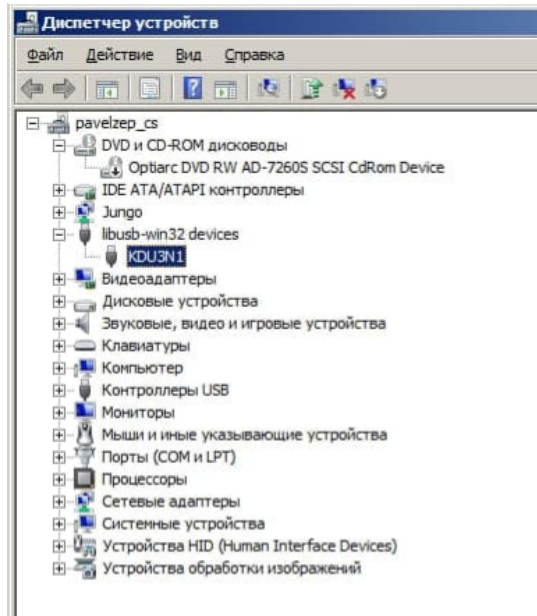 Диспетчер устройств
Файл Действие Вид Справка
pavelzep_cs
DVD и CD-ROM дисководы
Optiarc DVD RW AD-7260S SCSI CdRom Device
IDE ATA/ATAPI контроллеры
Jungo
libusb-win32 devices
KDU3N1
Видеоадаптеры
Дисковые устройства
Звуковые, видео и игровые устройства
Клавиатуры
Компьютер
Контроллеры USB
Мониторы
Мыши и иные указывающие устройства
Порты (COM и LPT)
Процессоры
Сетевые адаптеры
Системные устройства
Устройства HID (Human Interface Devices)
Устройства обработки изображений